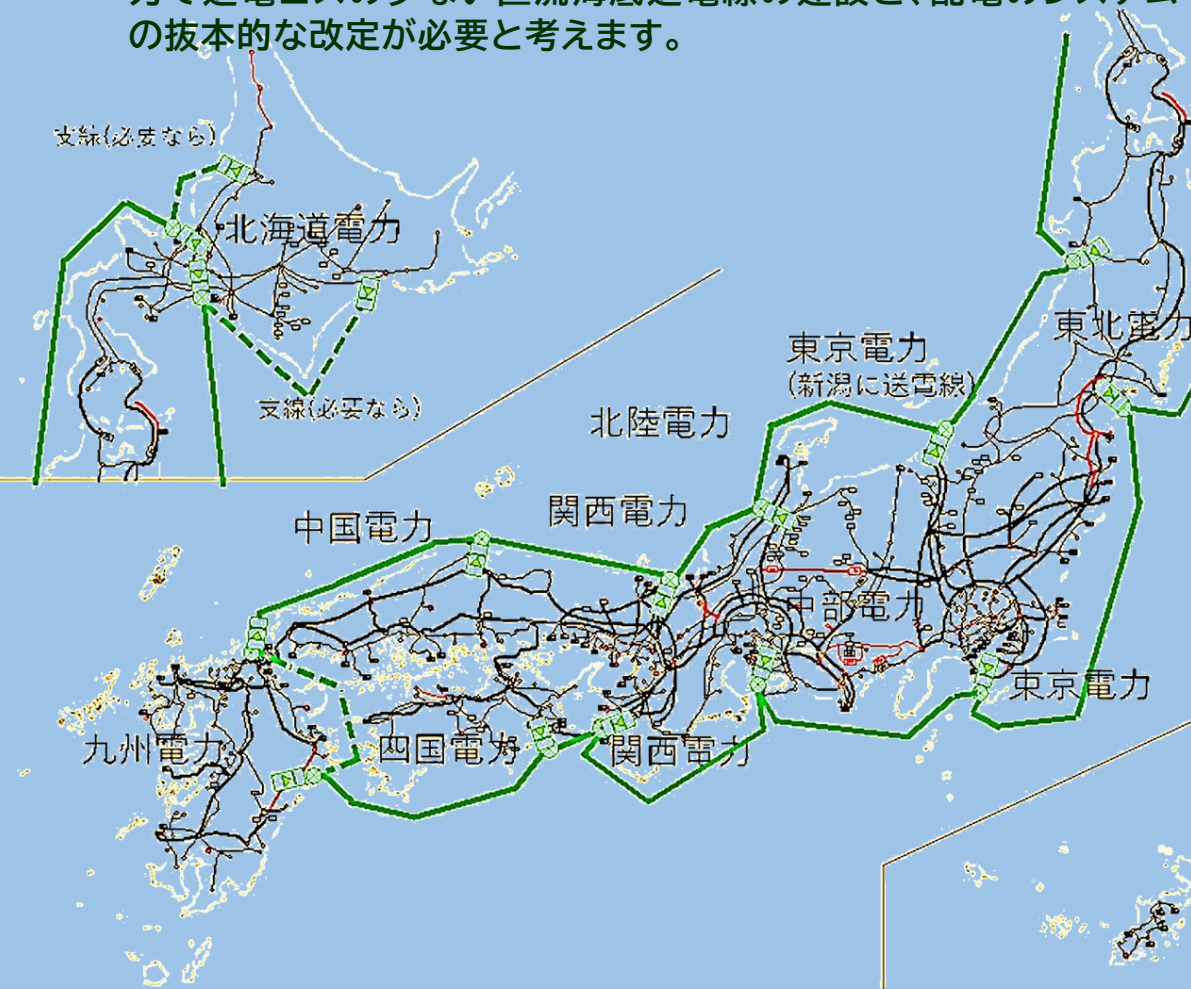 の抜本的な改定が必要と考えます。
支線(必要なら)
北海道電力
支線(必要なら)
東北電力
東京電力
(新潟に送電線)
北陸電力
関西電力
中国電力
中部電力
東京電力
九州電力
四国電力
関西電力